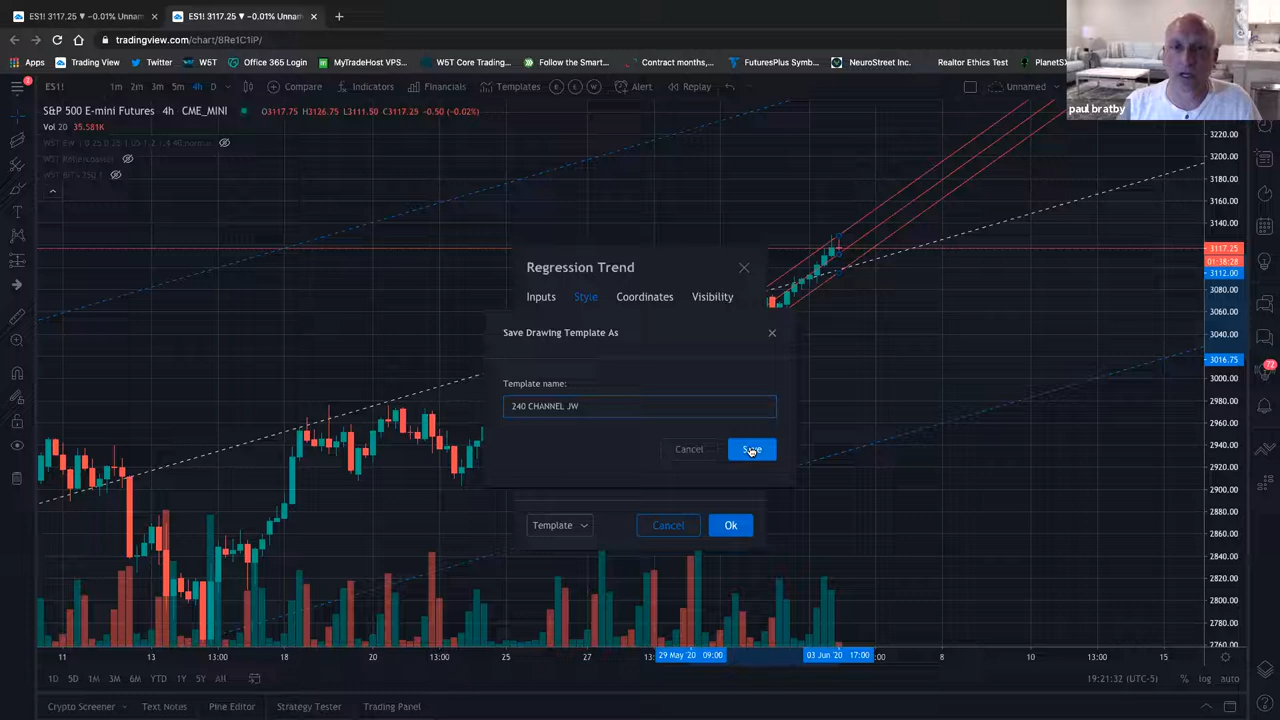 ES1! 3117.25 ▼ −0.01% Unnam
ES1! 3117.25 ▼ −0.01% Unnam
tradingview.com/chart/8Re1C1iP/
Apps Trading View Twitter WST Office 365 Login MyTradeHost VP... WST Core Trading... Follow the Smart... Contract months,... FuturesPlus Symb... NeuroStreet Inc. Realtor Ethics Test PlanetS
ES1! 1m 2m 3m 5m 4h D Compare Indicators Financials Templates Alert Replay Unnamed
paul bratby
S&P 500 E-mini Futures 4h CME_MINI O3117.75 H3126.75 L3111.50 C3117.25 -0.50 (-0.02%)
Vol 20 35.581K
3220.00
3200.00
3180.00
3160.00
3140.00
3117.25
01:38:28
3112.00
3080.00
3060.00
3040.00
3016.75
3000.00
2980.00
2960.00
2940.00
2920.00
2900.00
2880.00
2860.00
2840.00
2820.00
2800.00
2780.00
2760.00
72
Regression Trend
Inputs Style Coordinates Visibility
Save Drawing Template As
Template name:
240 CHANNEL JW
Cancel Save
Template Cancel Ok
11 13 13:00 18 20 13:00 25 27 29 May '20 09:00 03 Jun '20 17:00 :00 8 10 13:00 15
1D 5D 1M 3M 6M YTD 1Y 5Y All 19:21:32 (UTC-5) % log auto
Crypto Screener Text Notes Pine Editor Strategy Tester Trading Panel